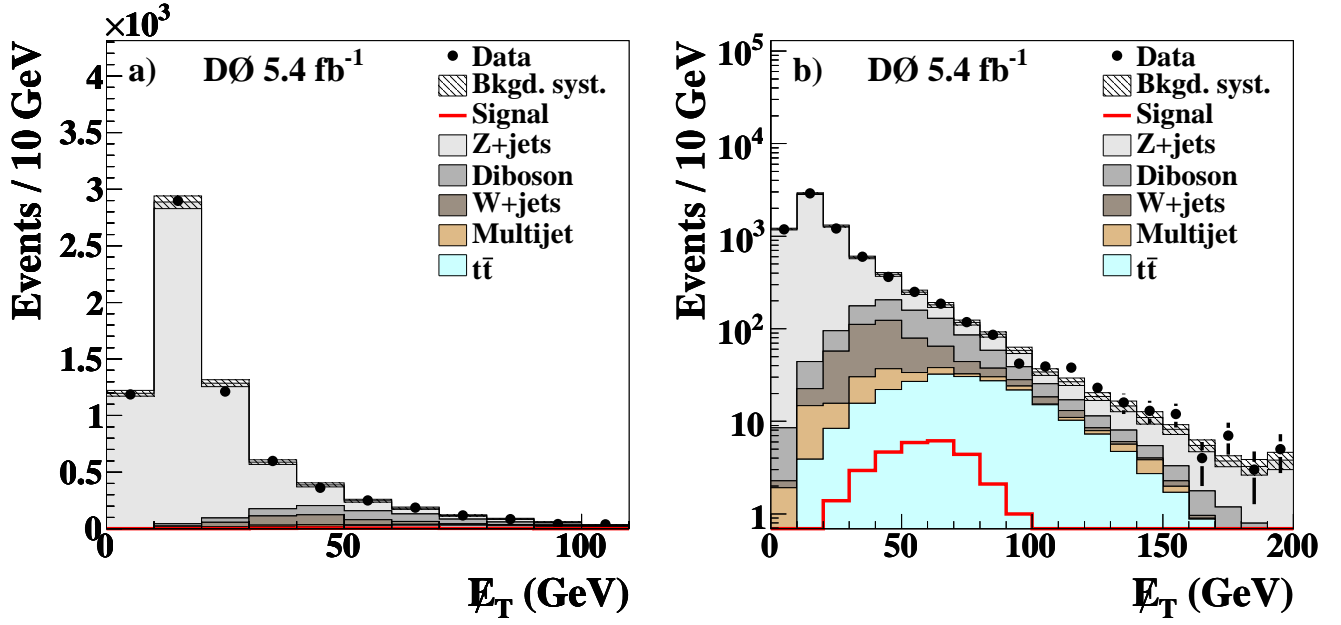 ×10³
Events / 10 GeV
4
3.5
3
2.5
2
1.5
1
0.5
0
a) DØ 5.4 fb⁻¹
Data
Bkgd. syst.
Signal
Z+jets
Diboson
W+jets
Multijet
tt̄
0 50 100
E̸_T (GeV)
Events / 10 GeV
10⁵
10⁴
10³
10²
10
1
b) DØ 5.4 fb⁻¹
Data
Bkgd. syst.
Signal
Z+jets
Diboson
W+jets
Multijet
tt̄
0 50 100 150 200
E̸_T (GeV)